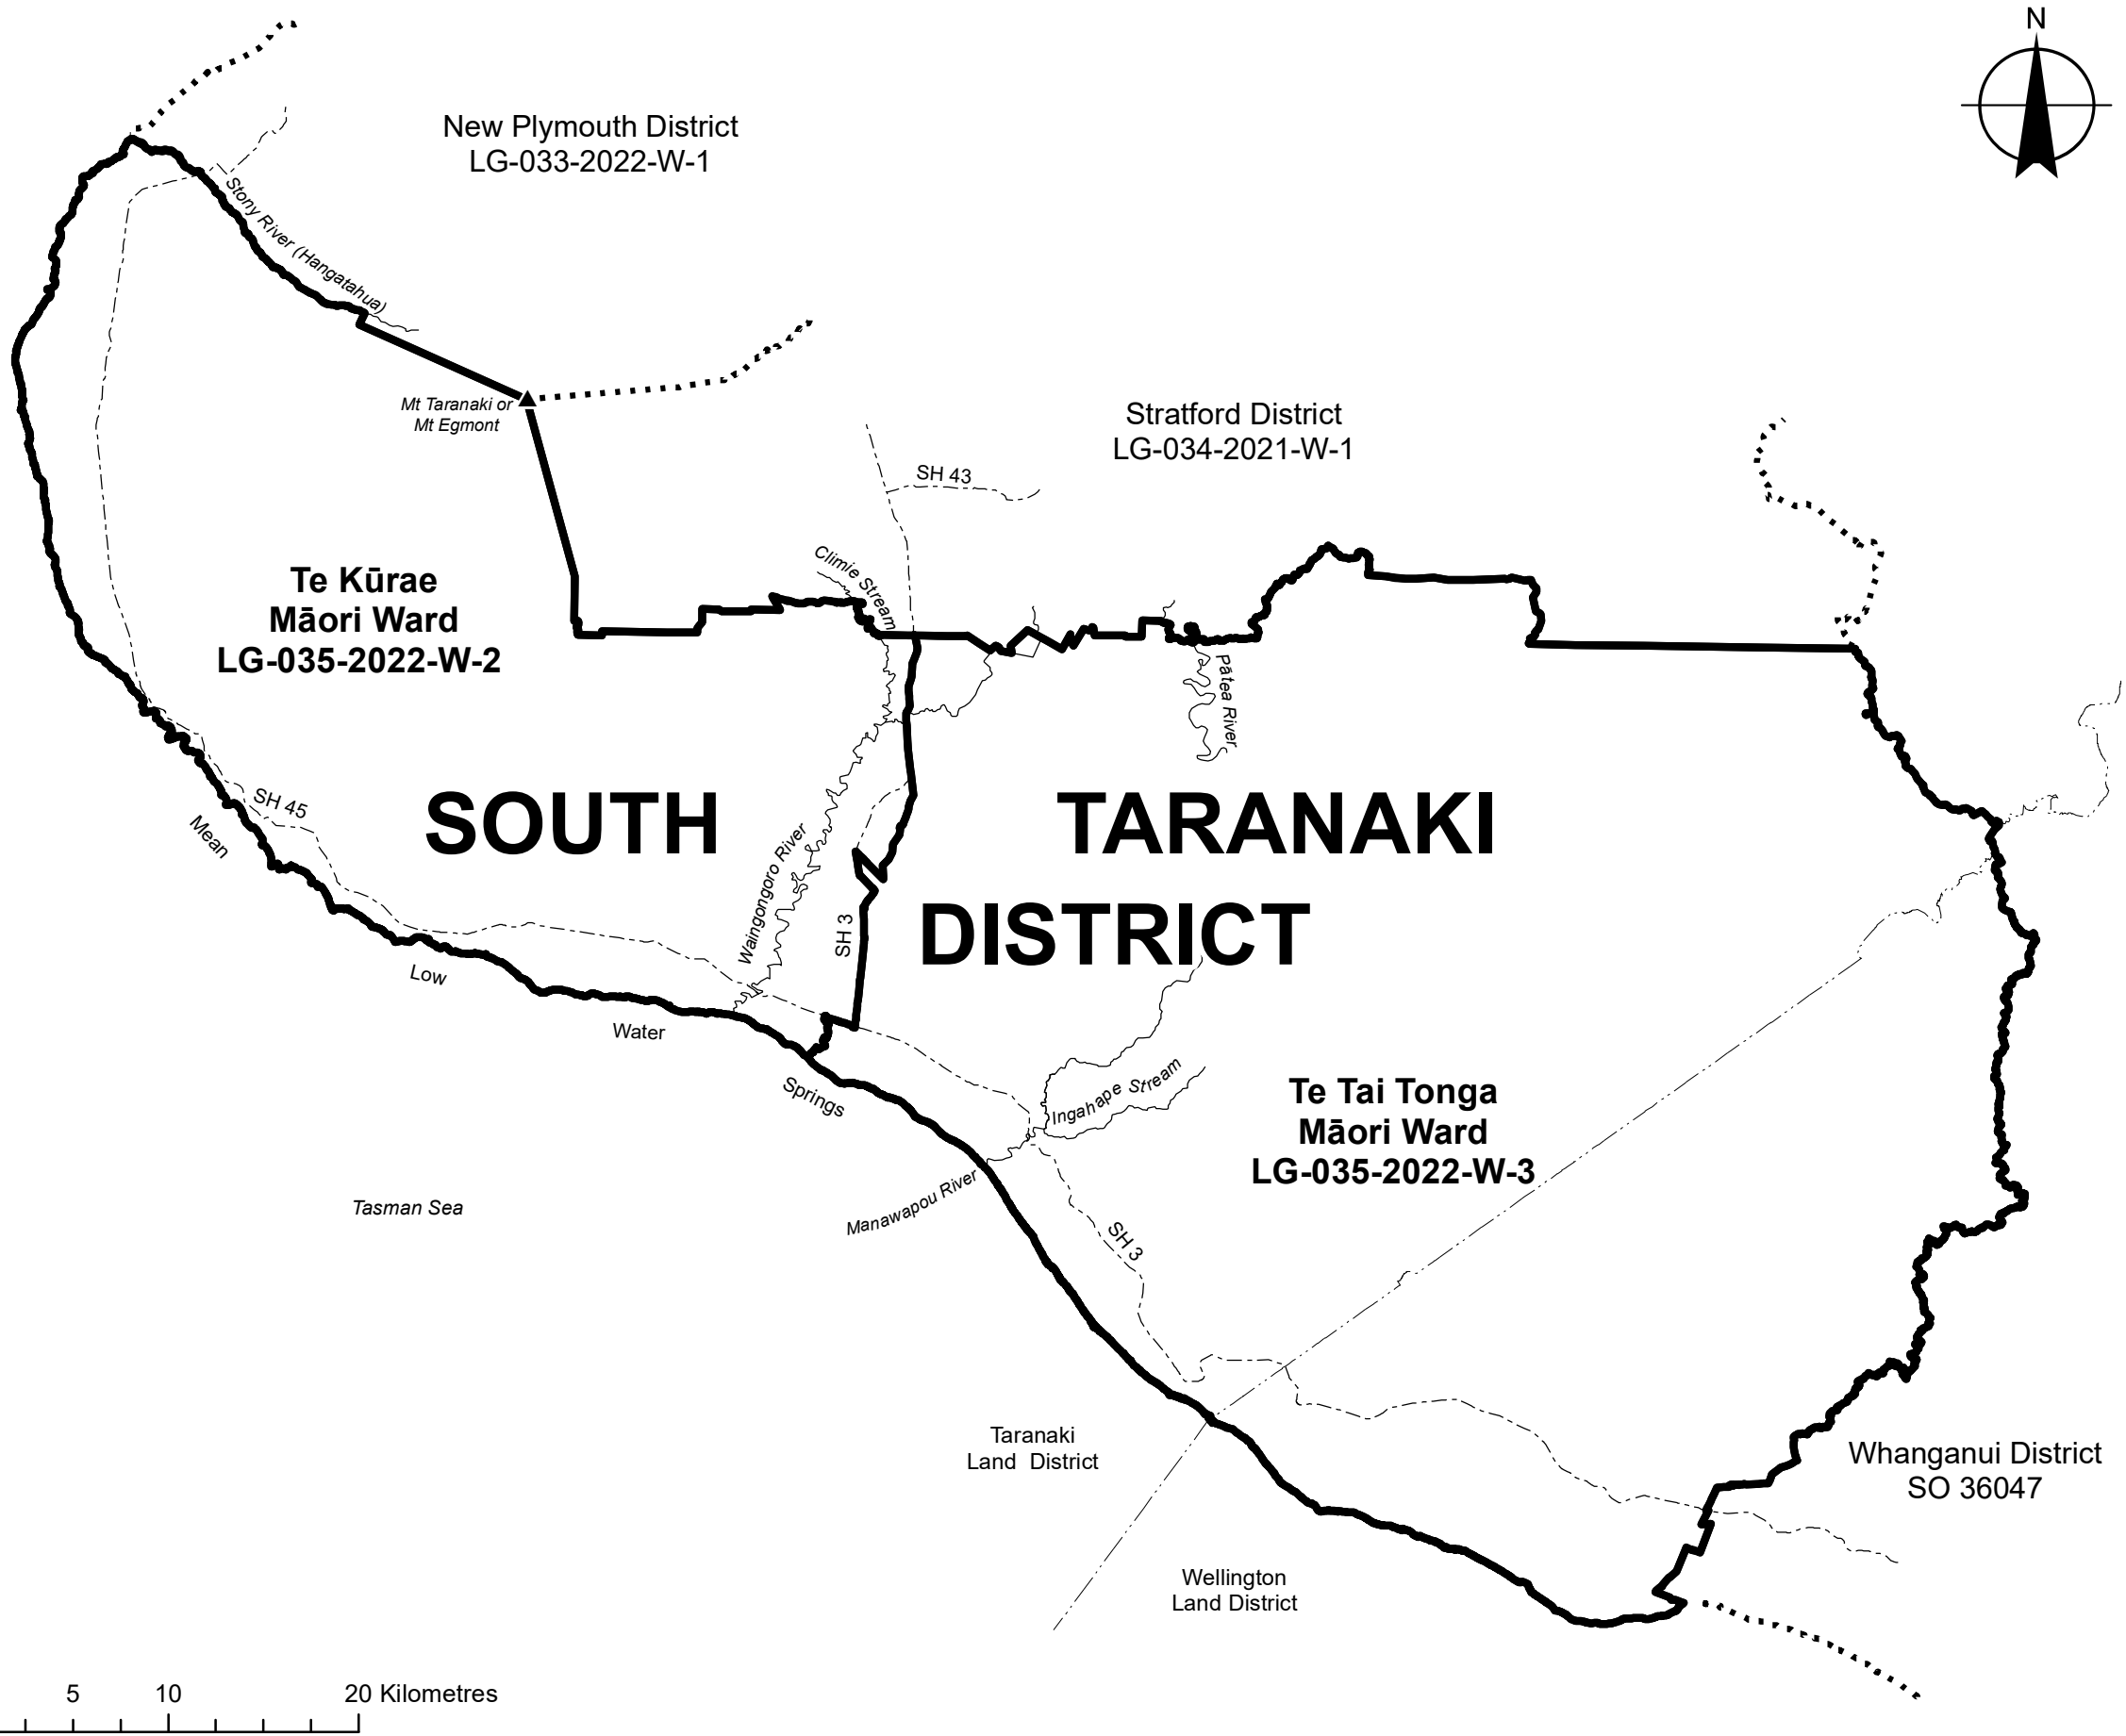 N
New Plymouth District
LG-033-2022-W-1
Stony River (Hangatahua)
Mt Taranaki or
Mt Egmont
Stratford District
LG-034-2021-W-1
SH 43
Climie Stream
Te Kūrae
Māori Ward
LG-035-2022-W-2
Pātea River
SH 45
Mean
SOUTH TARANAKI
DISTRICT
Waingongoro River
SH 3
Low
Water
Springs
Ingahape Stream
Te Tai Tonga
Māori Ward
LG-035-2022-W-3
Manawapou River
Tasman Sea
SH 3
Taranaki
Land District
Whanganui District
SO 36047
Wellington
Land District
5 10 20 Kilometres